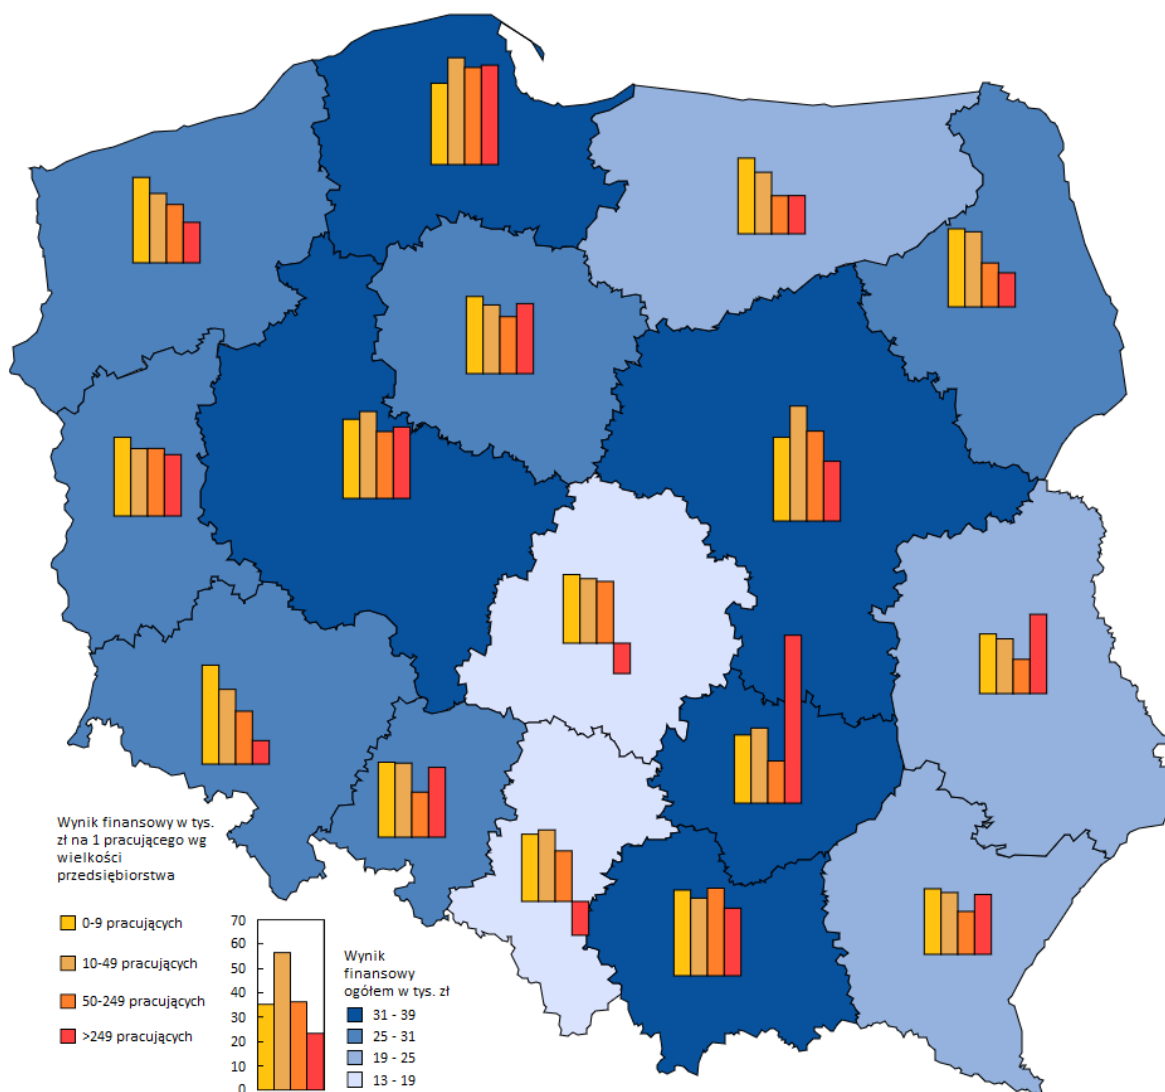 Wynik finansowy w tys.
zł na 1 pracującego wg
wielkości
przedsiębiorstwa
0-9 pracujących
10-49 pracujących
50-249 pracujących
>249 pracujących
70
60
50
40
30
20
10
0
Wynik
finansowy
ogółem w tys. zł
31 - 39
25 - 31
19 - 25
13 - 19